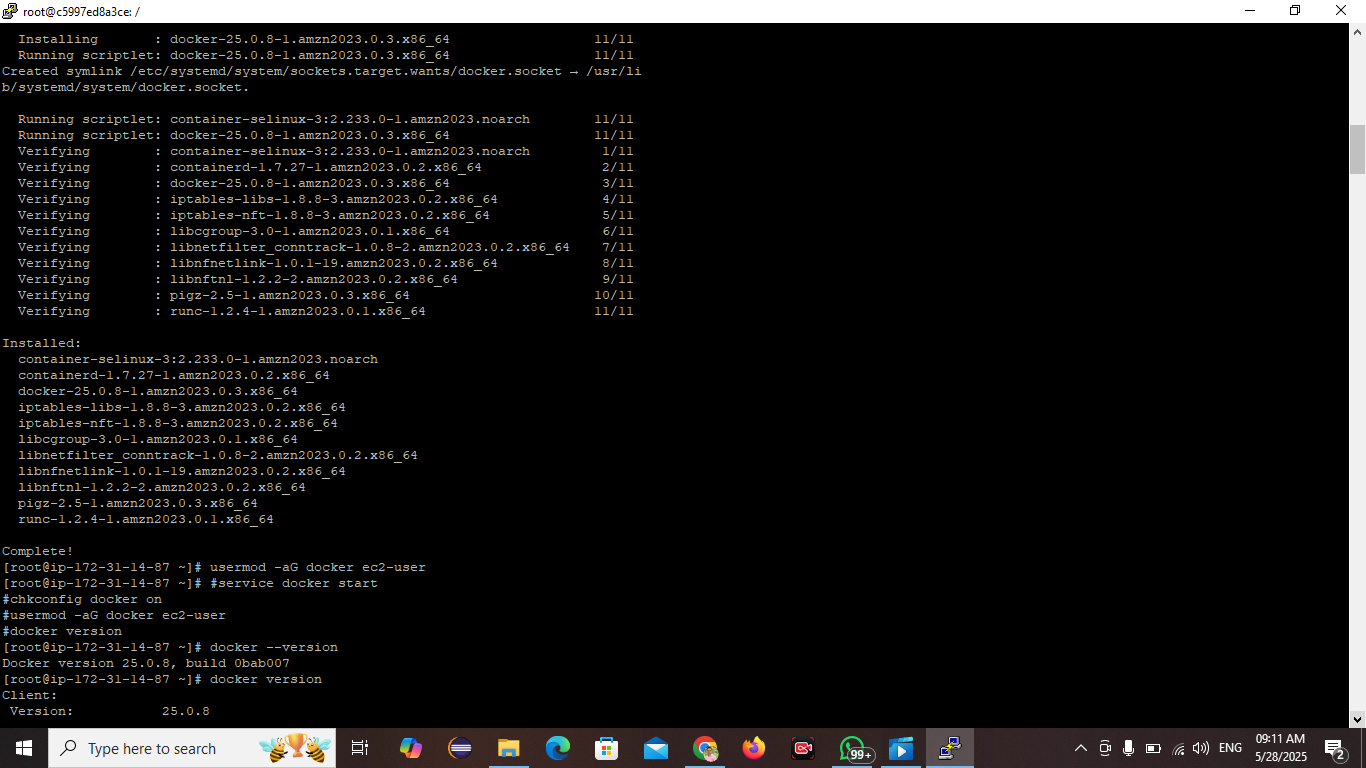 root@c5997ed8a3ce: /
Installing : docker-25.0.8-1.amzn2023.0.3.x86_64 11/11
Running scriptlet: docker-25.0.8-1.amzn2023.0.3.x86_64 11/11
Created symlink /etc/systemd/system/sockets.target.wants/docker.socket → /usr/li
b/systemd/system/docker.socket.
Running scriptlet: container-selinux-3:2.233.0-1.amzn2023.noarch 11/11
Running scriptlet: docker-25.0.8-1.amzn2023.0.3.x86_64 11/11
Verifying : container-selinux-3:2.233.0-1.amzn2023.noarch 1/11
Verifying : containerd-1.7.27-1.amzn2023.0.2.x86_64 2/11
Verifying : docker-25.0.8-1.amzn2023.0.3.x86_64 3/11
Verifying : iptables-libs-1.8.8-3.amzn2023.0.2.x86_64 4/11
Verifying : iptables-nft-1.8.8-3.amzn2023.0.2.x86_64 5/11
Verifying : libcgroup-3.0-1.amzn2023.0.1.x86_64 6/11
Verifying : libnetfilter_conntrack-1.0.8-2.amzn2023.0.2.x86_64 7/11
Verifying : libnfnetlink-1.0.1-19.amzn2023.0.2.x86_64 8/11
Verifying : libnftnl-1.2.2-2.amzn2023.0.2.x86_64 9/11
Verifying : pigz-2.5-1.amzn2023.0.3.x86_64 10/11
Verifying : runc-1.2.4-1.amzn2023.0.1.x86_64 11/11
Installed:
container-selinux-3:2.233.0-1.amzn2023.noarch
containerd-1.7.27-1.amzn2023.0.2.x86_64
docker-25.0.8-1.amzn2023.0.3.x86_64
iptables-libs-1.8.8-3.amzn2023.0.2.x86_64
iptables-nft-1.8.8-3.amzn2023.0.2.x86_64
libcgroup-3.0-1.amzn2023.0.1.x86_64
libnetfilter_conntrack-1.0.8-2.amzn2023.0.2.x86_64
libnfnetlink-1.0.1-19.amzn2023.0.2.x86_64
libnftnl-1.2.2-2.amzn2023.0.2.x86_64
pigz-2.5-1.amzn2023.0.3.x86_64
runc-1.2.4-1.amzn2023.0.1.x86_64
Complete!
[root@ip-172-31-14-87 ~]# usermod -aG docker ec2-user
[root@ip-172-31-14-87 ~]# #service docker start
#chkconfig docker on
#usermod -aG docker ec2-user
#docker version
[root@ip-172-31-14-87 ~]# docker --version
Docker version 25.0.8, build 0bab007
[root@ip-172-31-14-87 ~]# docker version
Client:
Version: 25.0.8
Type here to search
99+
ENG
09:11 AM
5/28/2025
2